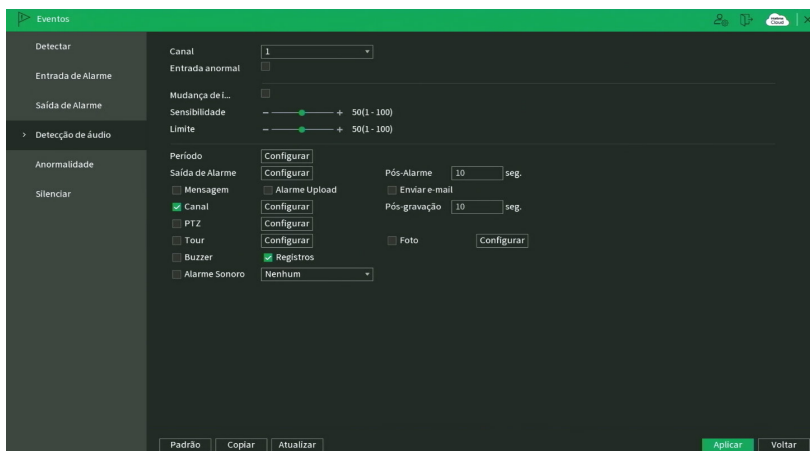 Eventos
Detectar
Entrada de Alarme
Saída de Alarme
> Detecção de áudio
Anormalidade
Silenciar
Canal 1
Entrada anormal
Mudança de i...
Sensibilidade − + 50(1 - 100)
Limite − + 50(1 - 100)
Período Configurar
Saída de Alarme Configurar Pós-Alarme 10 seg.
Mensagem Alarme Upload Enviar e-mail
Canal Configurar Pós-gravação 10 seg.
PTZ Configurar
Tour Configurar Foto Configurar
Buzzer Registros
Alarme Sonoro Nenhum
Padrão Copiar Atualizar Aplicar Voltar